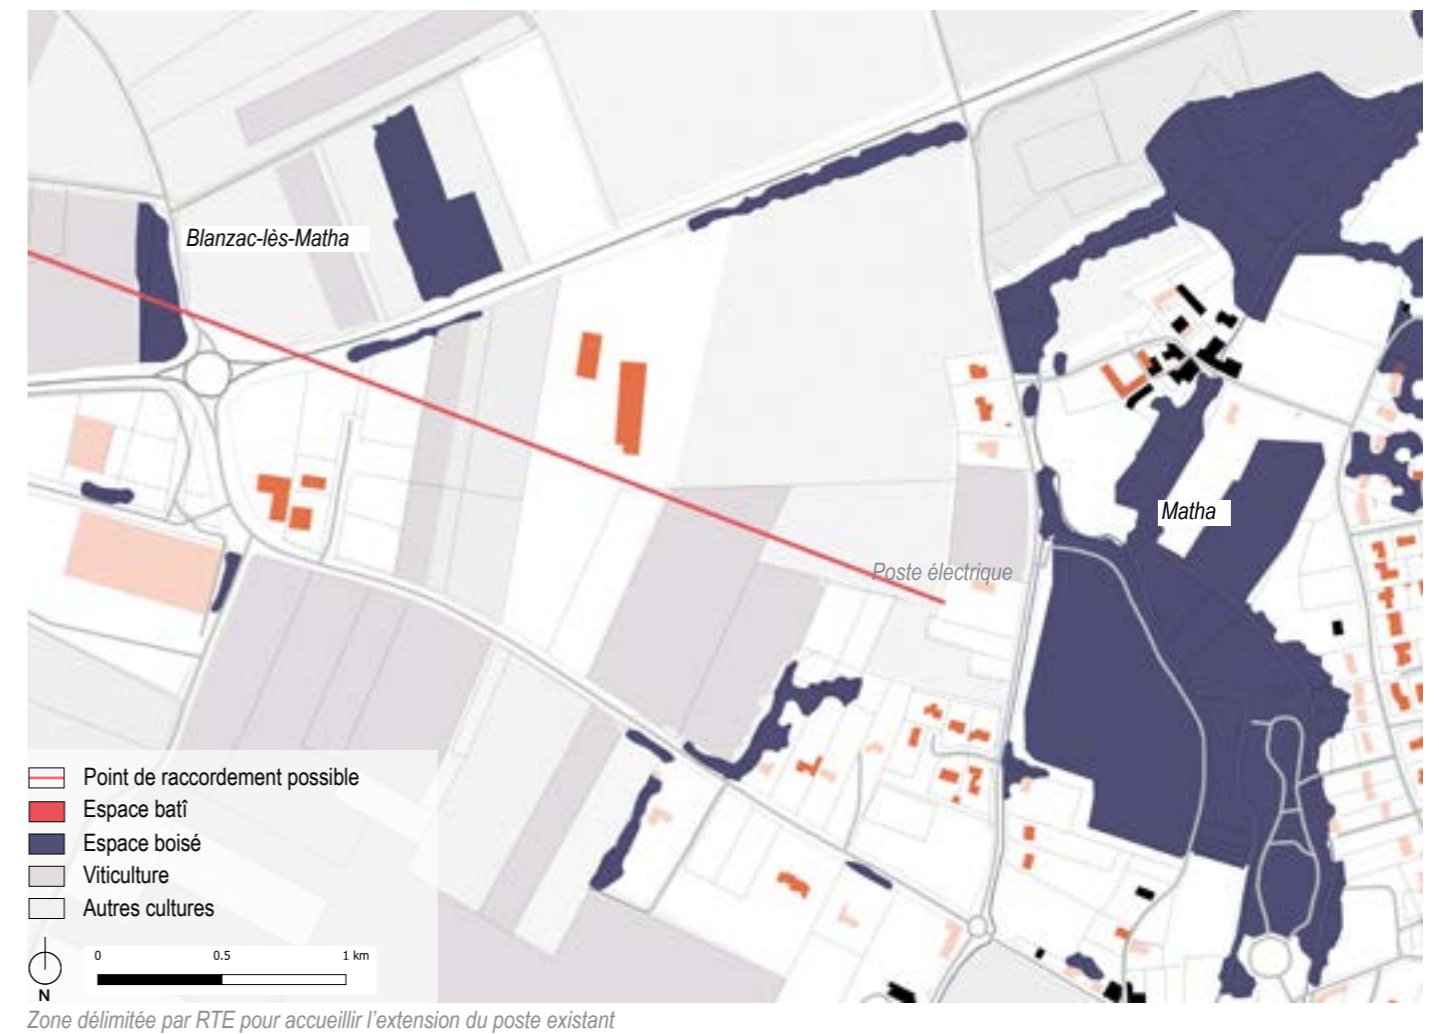 Blanzac-lès-Matha
Matha
Poste électrique
Point de raccordement possible
Espace batî
Espace boisé
Viticulture
Autres cultures
0 0.5 1 km
N
Zone délimitée par RTE pour accueillir l'extension du poste existant